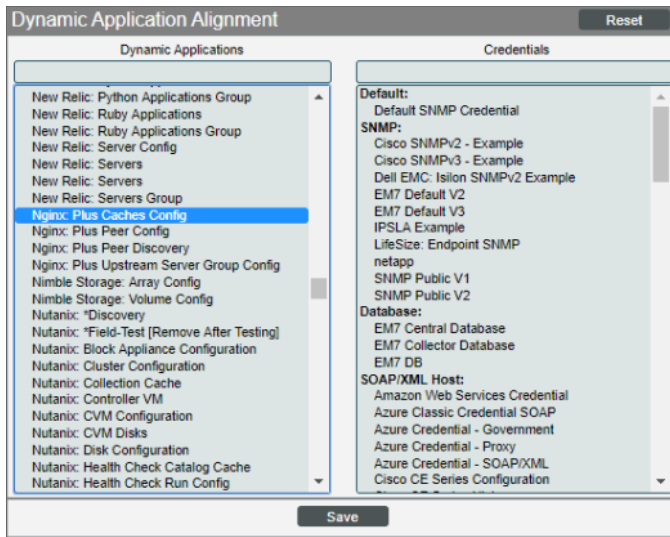 Dynamic Application Alignment
Reset
Dynamic Applications
New Relic: Python Applications Group
New Relic: Ruby Applications
New Relic: Ruby Applications Group
New Relic: Server Config
New Relic: Servers
New Relic: Servers
New Relic: Servers Group
Nginx: Plus Caches Config
Nginx: Plus Peer Config
Nginx: Plus Peer Discovery
Nginx: Plus Upstream Server Group Config
Nimble Storage: Array Config
Nimble Storage: Volume Config
Nutanix: *Discovery
Nutanix: *Field-Test [Remove After Testing]
Nutanix: Block Appliance Configuration
Nutanix: Cluster Configuration
Nutanix: Collection Cache
Nutanix: Controller VM
Nutanix: CVM Configuration
Nutanix: CVM Disks
Nutanix: Disk Configuration
Nutanix: Health Check Catalog Cache
Nutanix: Health Check Run Config
Credentials
Default:
Default SNMP Credential
SNMP:
Cisco SNMPv2 - Example
Cisco SNMPv3 - Example
Dell EMC: Isilon SNMPv2 Example
EM7 Default V2
EM7 Default V3
IPSLA Example
LifeSize: Endpoint SNMP
netapp
SNMP Public V1
SNMP Public V2
Database:
EM7 Central Database
EM7 Collector Database
EM7 DB
SOAP/XML Host:
Amazon Web Services Credential
Azure Classic Credential SOAP
Azure Credential - Government
Azure Credential - Proxy
Azure Credential - SOAP/XML
Cisco CE Series Configuration
Save